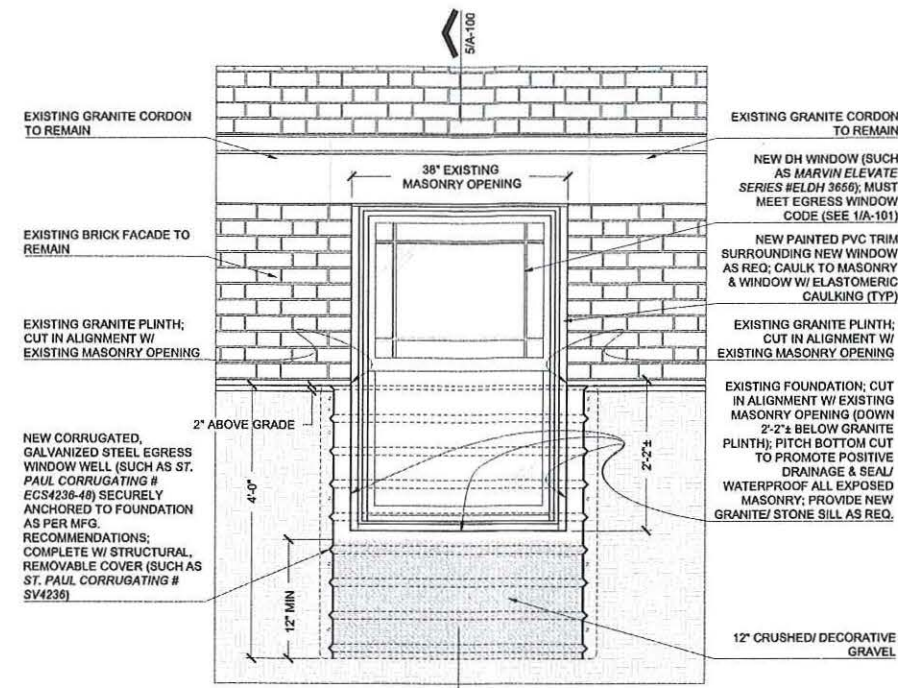 5/A-100
EXISTING GRANITE CORDON
TO REMAIN
EXISTING BRICK FACADE TO
REMAIN
EXISTING GRANITE PLINTH;
CUT IN ALIGNMENT W/
EXISTING MASONRY OPENING
NEW CORRUGATED,
GALVANIZED STEEL EGRESS
WINDOW WELL (SUCH AS ST.
PAUL CORRUGATING #
ECS4236-48) SECURELY
ANCHORED TO FOUNDATION
AS PER MFG.
RECOMMENDATIONS;
COMPLETE W/ STRUCTURAL,
REMOVABLE COVER (SUCH AS
ST. PAUL CORRUGATING #
SV4236)
38" EXISTING
MASONRY OPENING
2" ABOVE GRADE
4'-0"
12" MIN
2'-2"±
EXISTING GRANITE CORDON
TO REMAIN
NEW DH WINDOW (SUCH
AS MARVIN ELEVATE
SERIES #ELDH 3656); MUST
MEET EGRESS WINDOW
CODE (SEE 1/A-101)
NEW PAINTED PVC TRIM
SURROUNDING NEW WINDOW
AS REQ; CAULK TO MASONRY
& WINDOW W/ ELASTOMERIC
CAULKING (TYP)
EXISTING GRANITE PLINTH;
CUT IN ALIGNMENT W/
EXISTING MASONRY OPENING
EXISTING FOUNDATION; CUT
IN ALIGNMENT W/ EXISTING
MASONRY OPENING (DOWN
2'-2"± BELOW GRANITE
PLINTH); PITCH BOTTOM CUT
TO PROMOTE POSITIVE
DRAINAGE & SEAL/
WATERPROOF ALL EXPOSED
MASONRY; PROVIDE NEW
GRANITE/ STONE SILL AS REQ.
12" CRUSHED/ DECORATIVE
GRAVEL